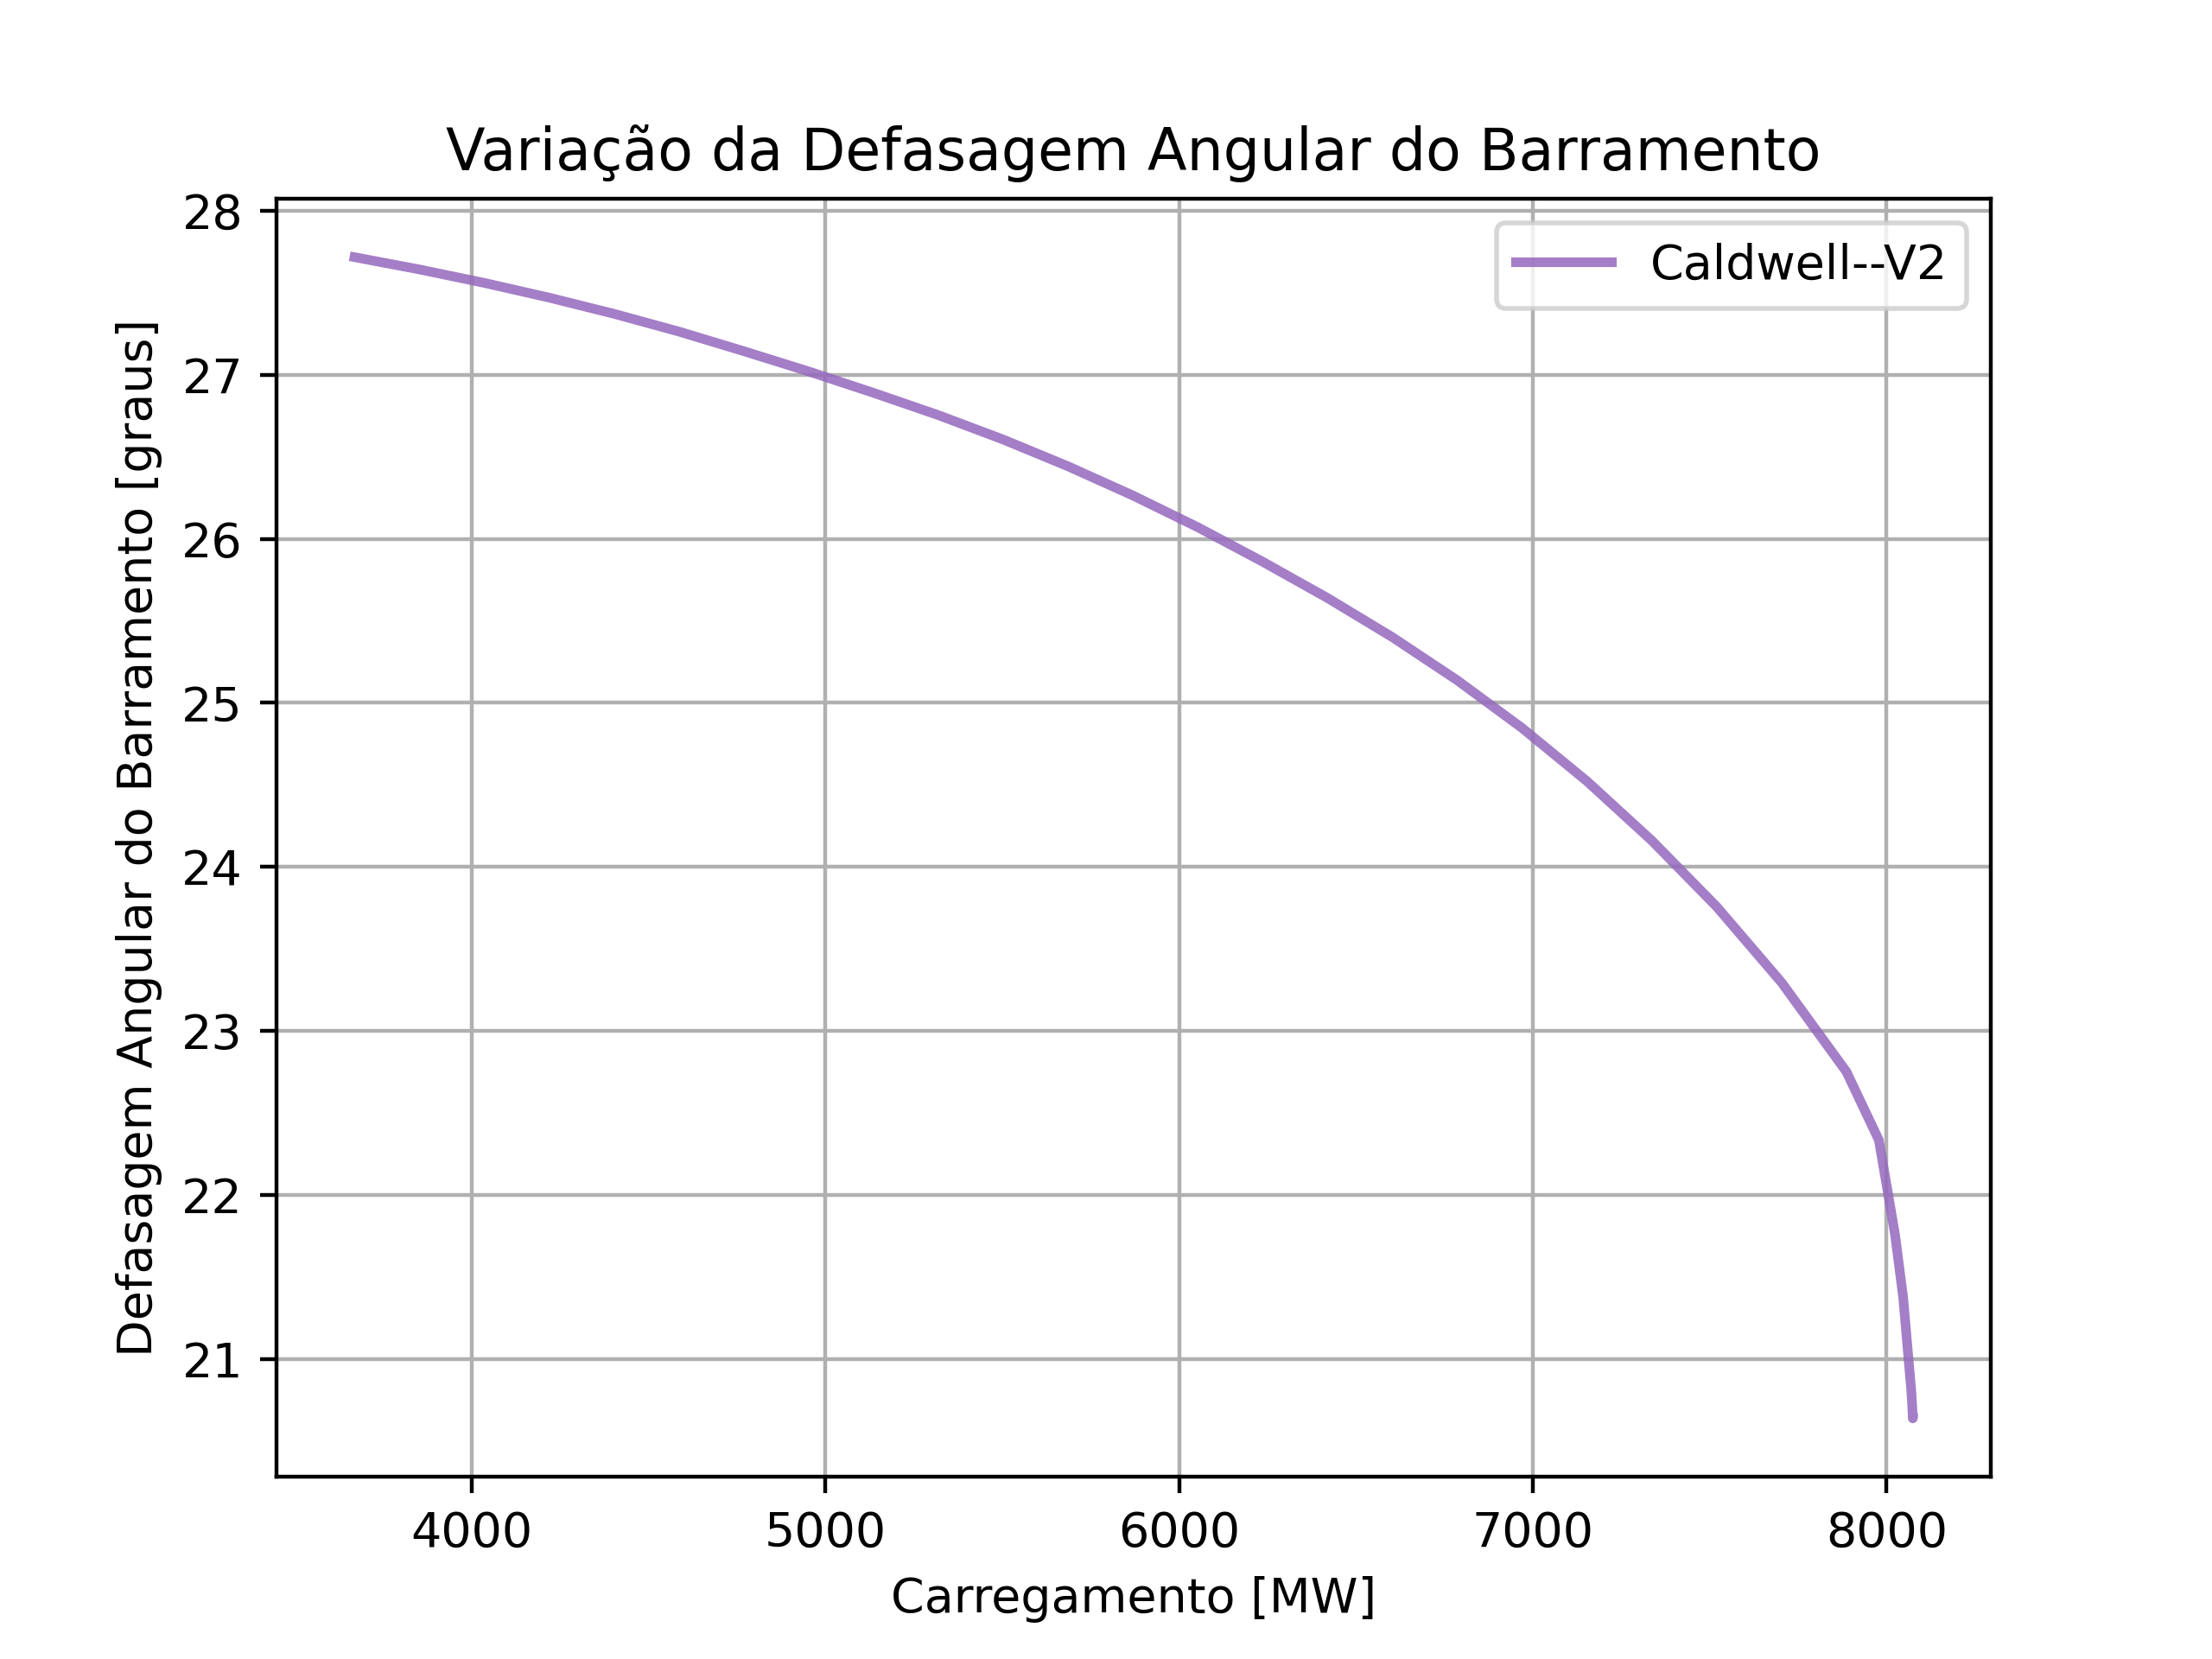 Variação da Defasagem Angular do Barramento
Caldwell--V2
Defasagem Angular do Barramento [graus]
28
27
26
25
24
23
22
21
4000 5000 6000 7000 8000
Carregamento [MW]